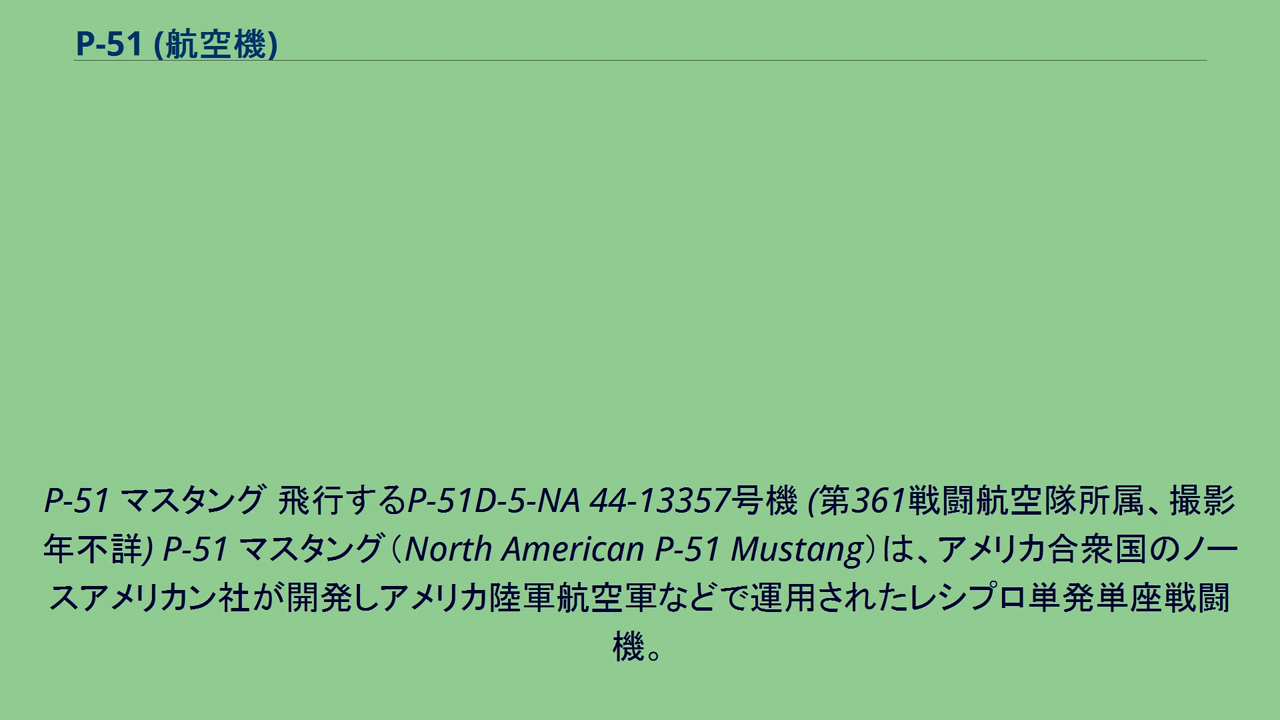 P-51 (航空機)
P-51 マスタング 飛行するP-51D-5-NA 44-13357号機 (第361戦闘航空隊所属、撮影
年不詳) P-51 マスタング（North American P-51 Mustang）は、アメリカ合衆国のノー
スアメリカン社が開発しアメリカ陸軍航空軍などで運用されたレシプロ単発単座戦闘
機。